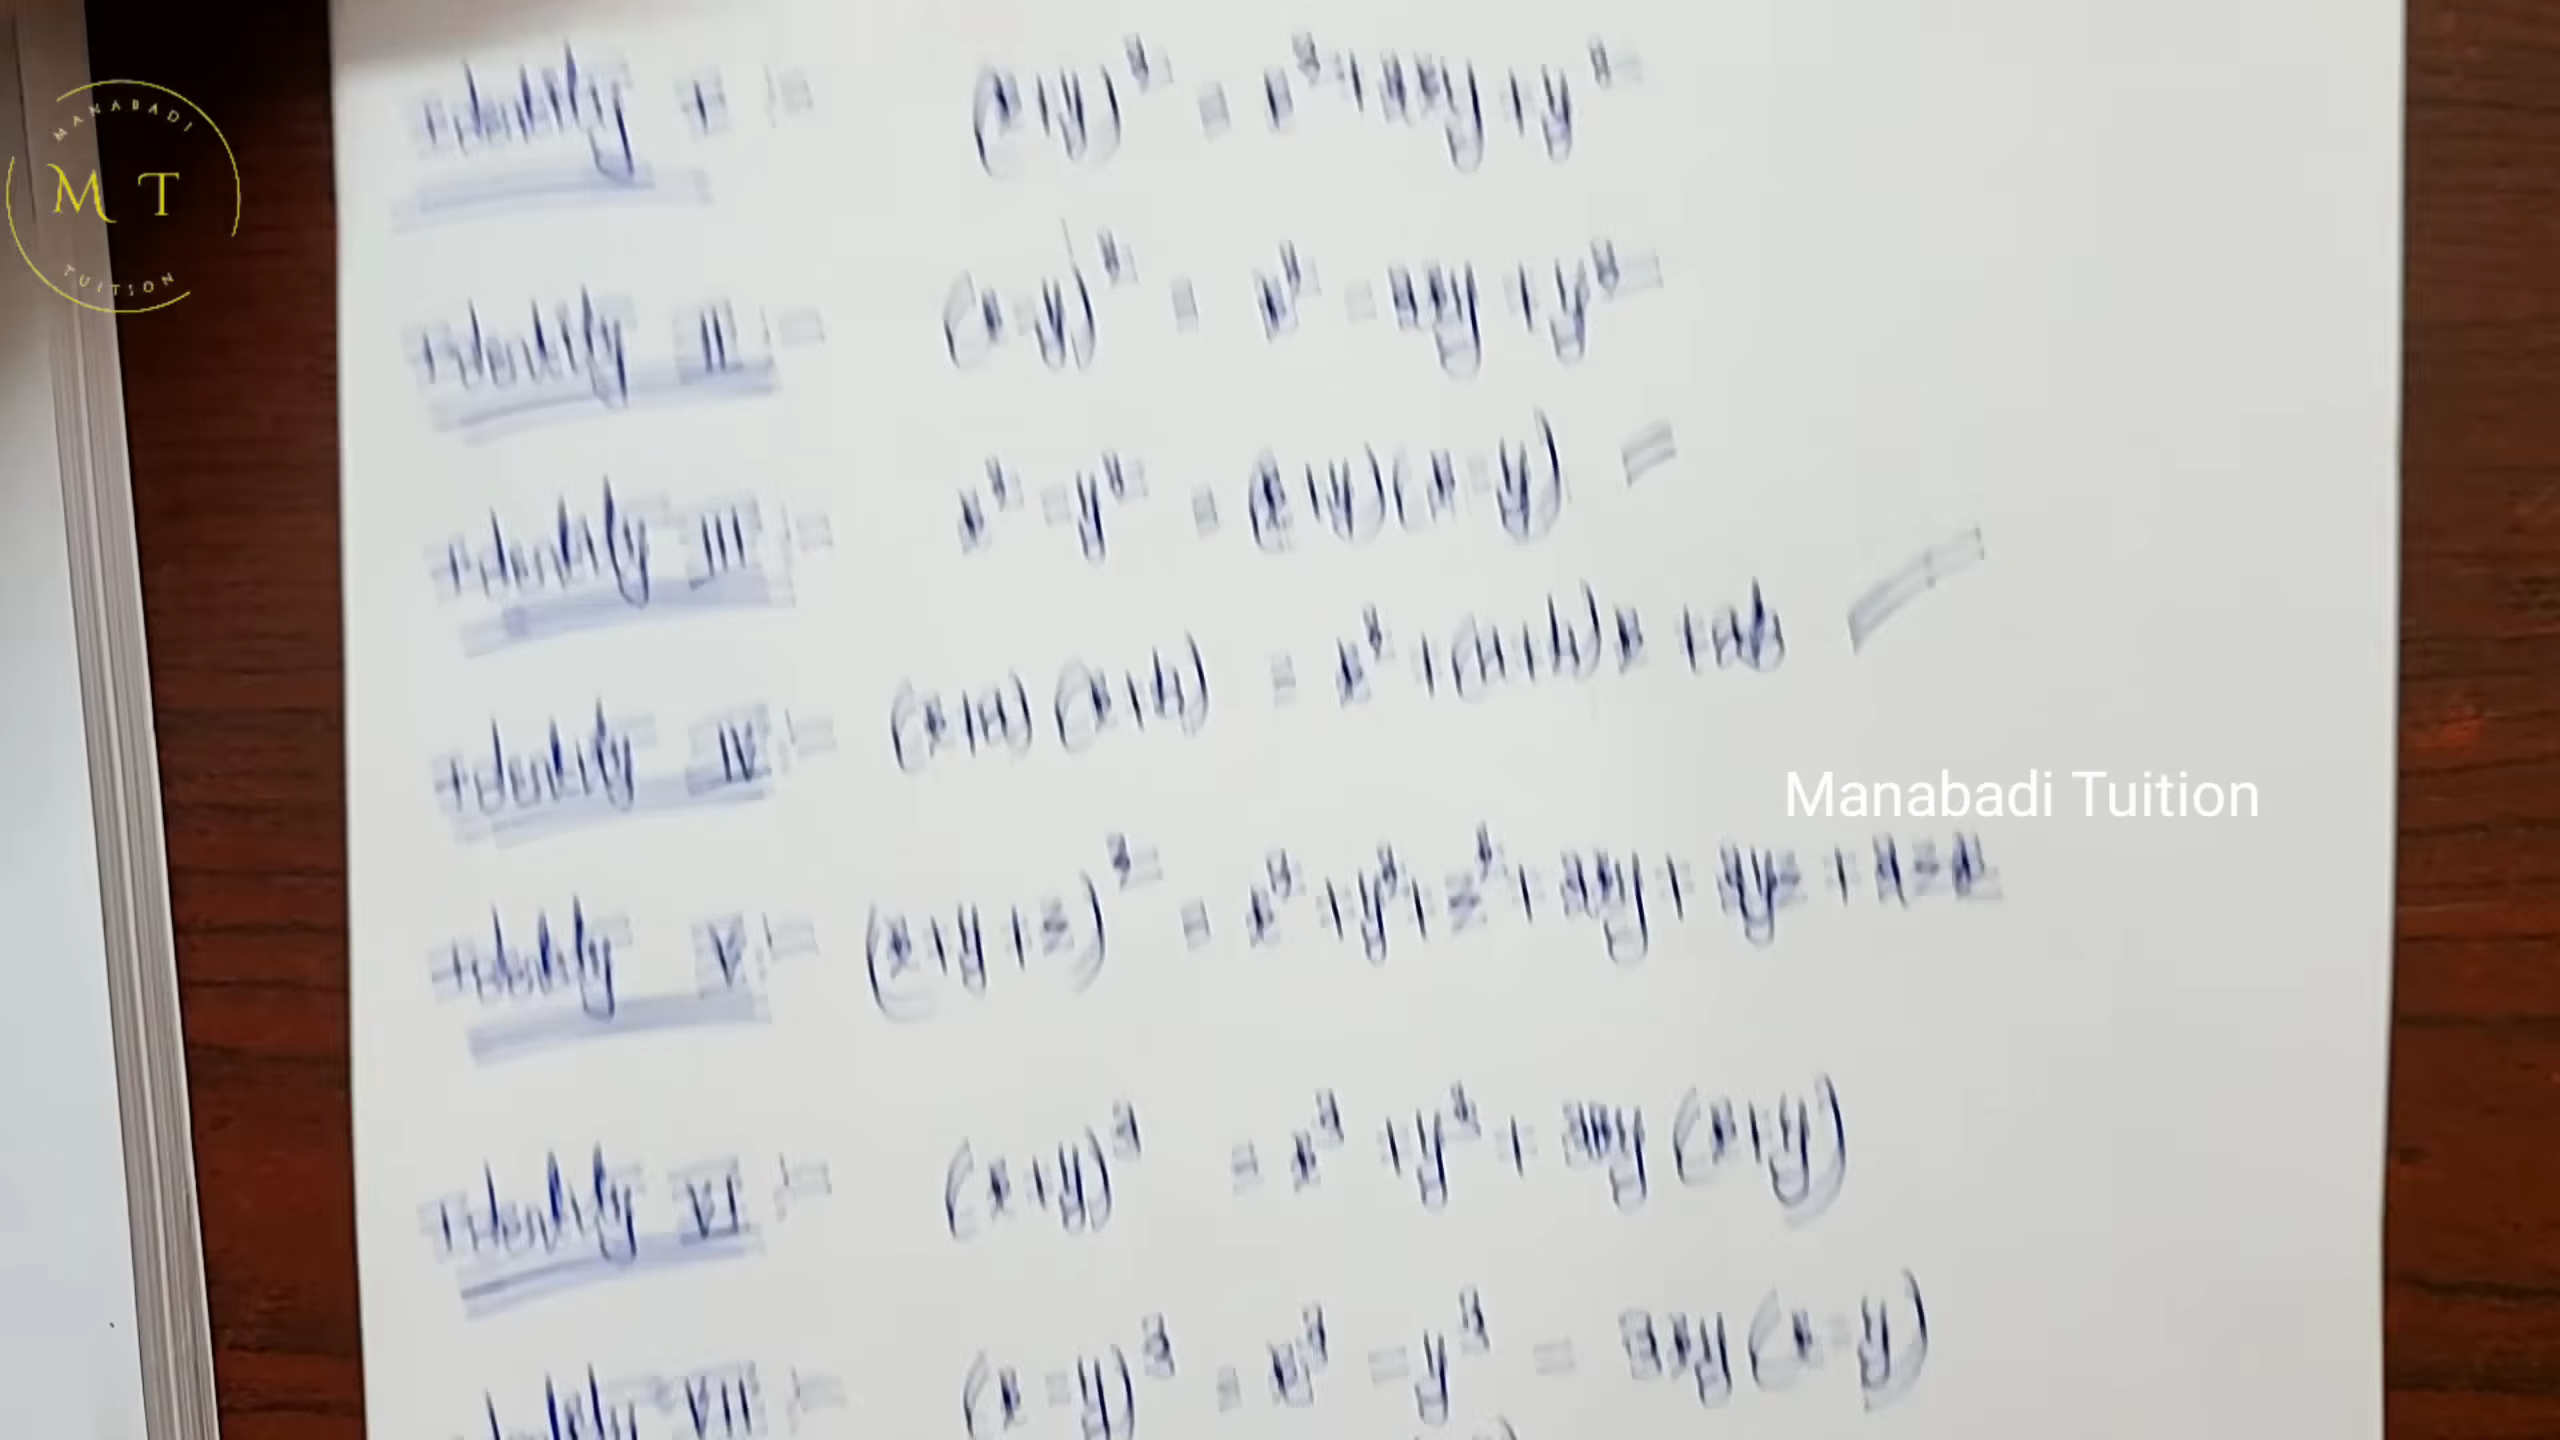 MANABADI
M T
TUITION
Identity I :- (x+y)² = x²+2xy+y²
Identity II :- (x-y)² = x² - 2xy + y²
Identity III :- x² - y² = (x+y)(x-y)
Identity IV :- (x+a)(x+b) = x²+(a+b)x+ab
Manabadi Tuition
Identity V :- (x+y+z)² = x²+y²+z²+2xy+2yz+2zx
Identity VI :- (x+y)³ = x³+y³+3xy(x+y)
Identity VII :- (x-y)³ = x³-y³-3xy(x-y)